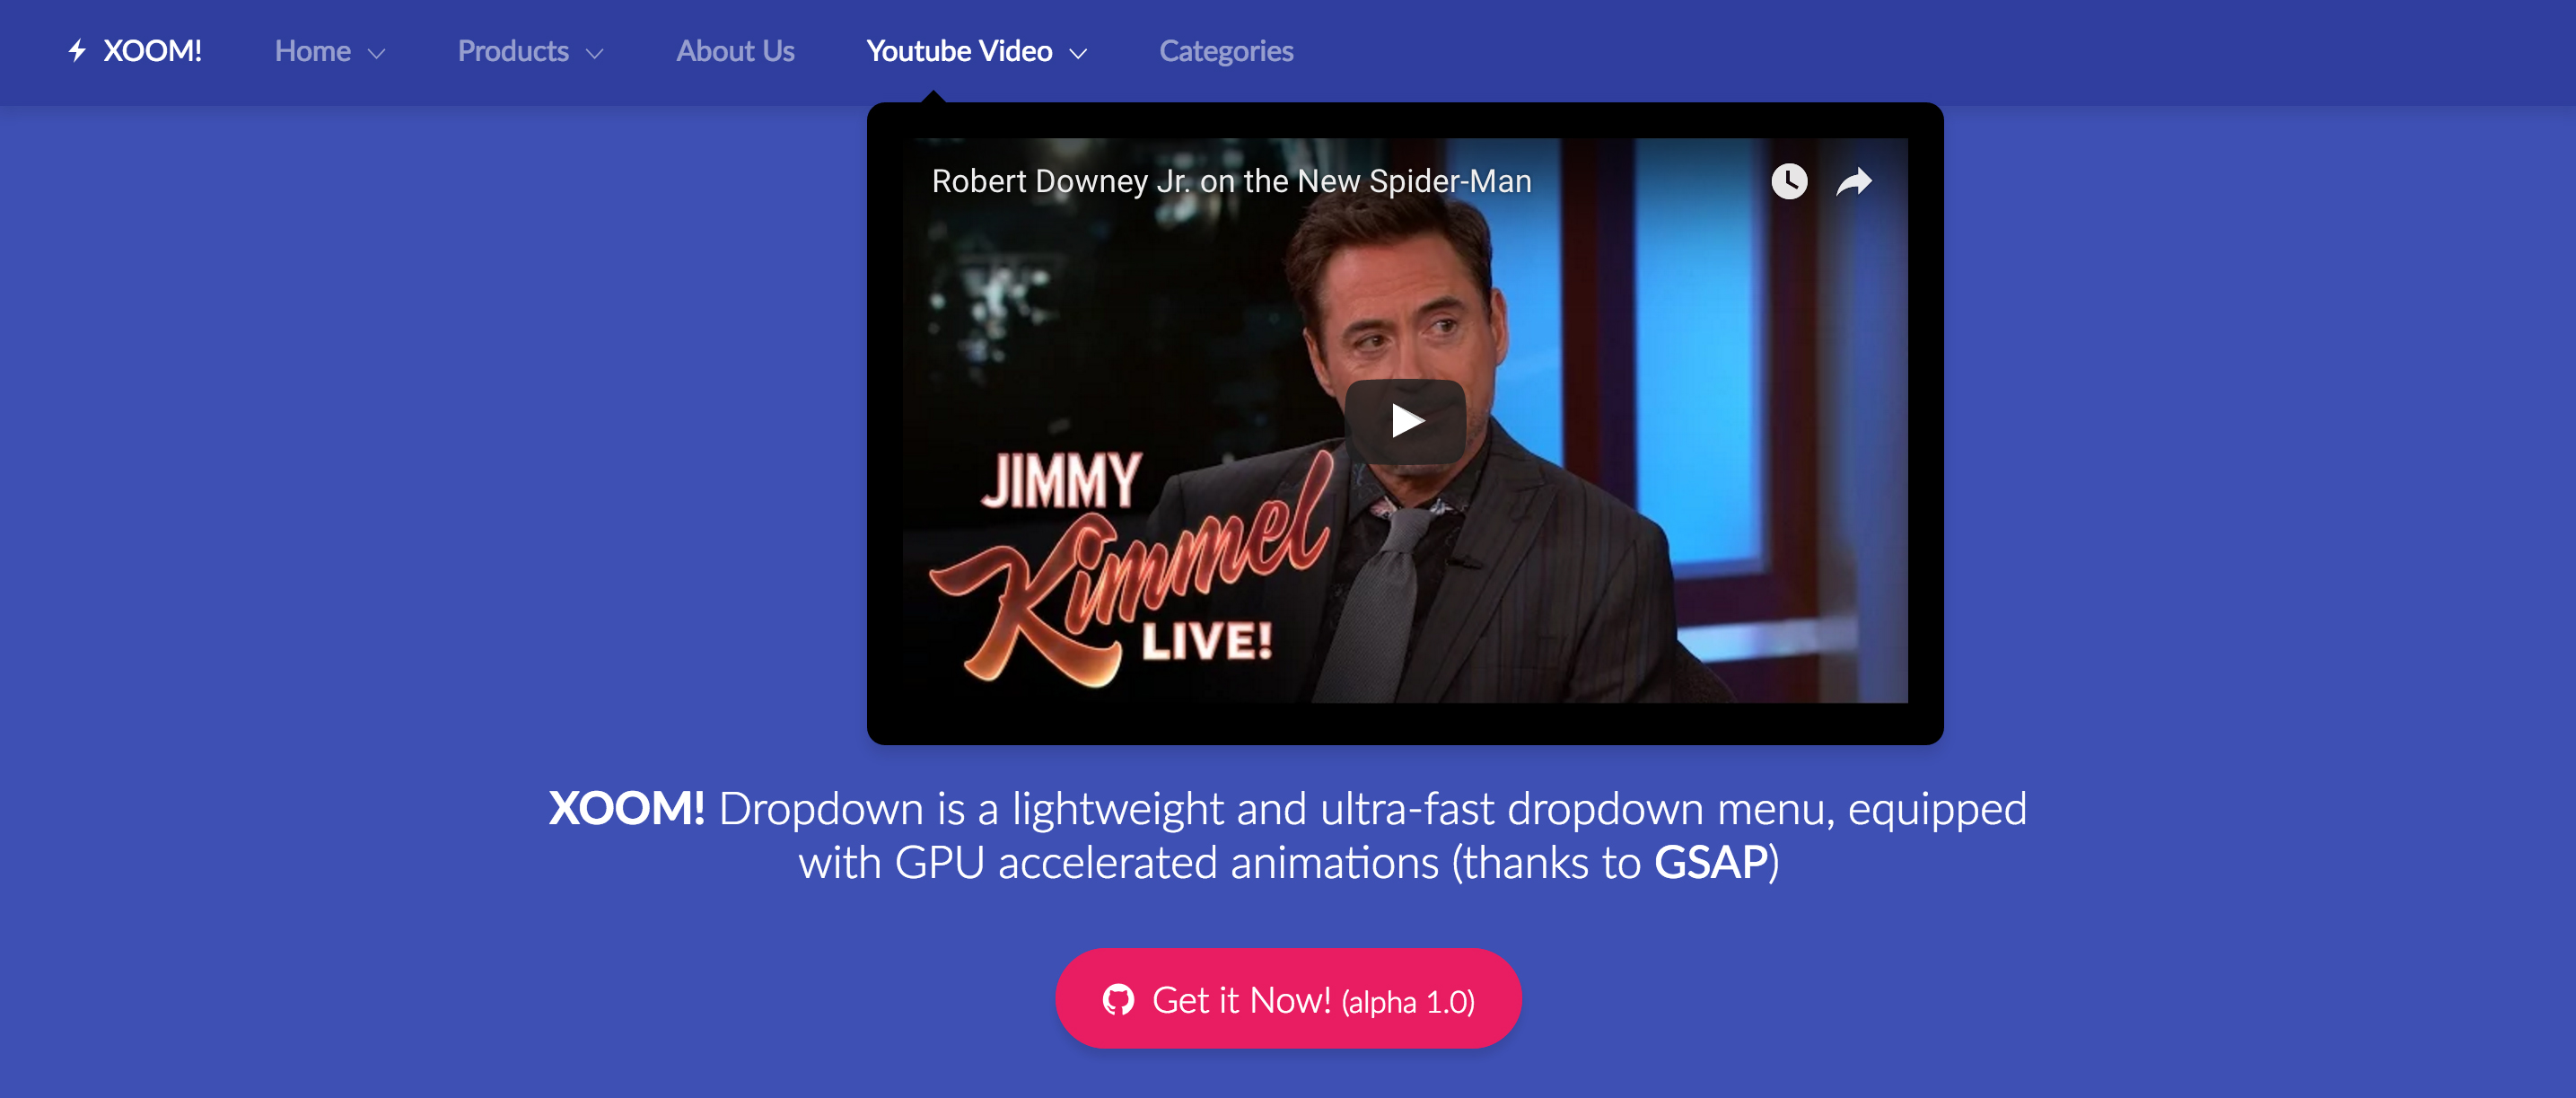 XOOM! Home Products About Us Youtube Video Categories
Robert Downey Jr. on the New Spider-Man
JIMMY
Kimmel
LIVE!
XOOM! Dropdown is a lightweight and ultra-fast dropdown menu, equipped
with GPU accelerated animations (thanks to GSAP)
Get it Now! (alpha 1.0)